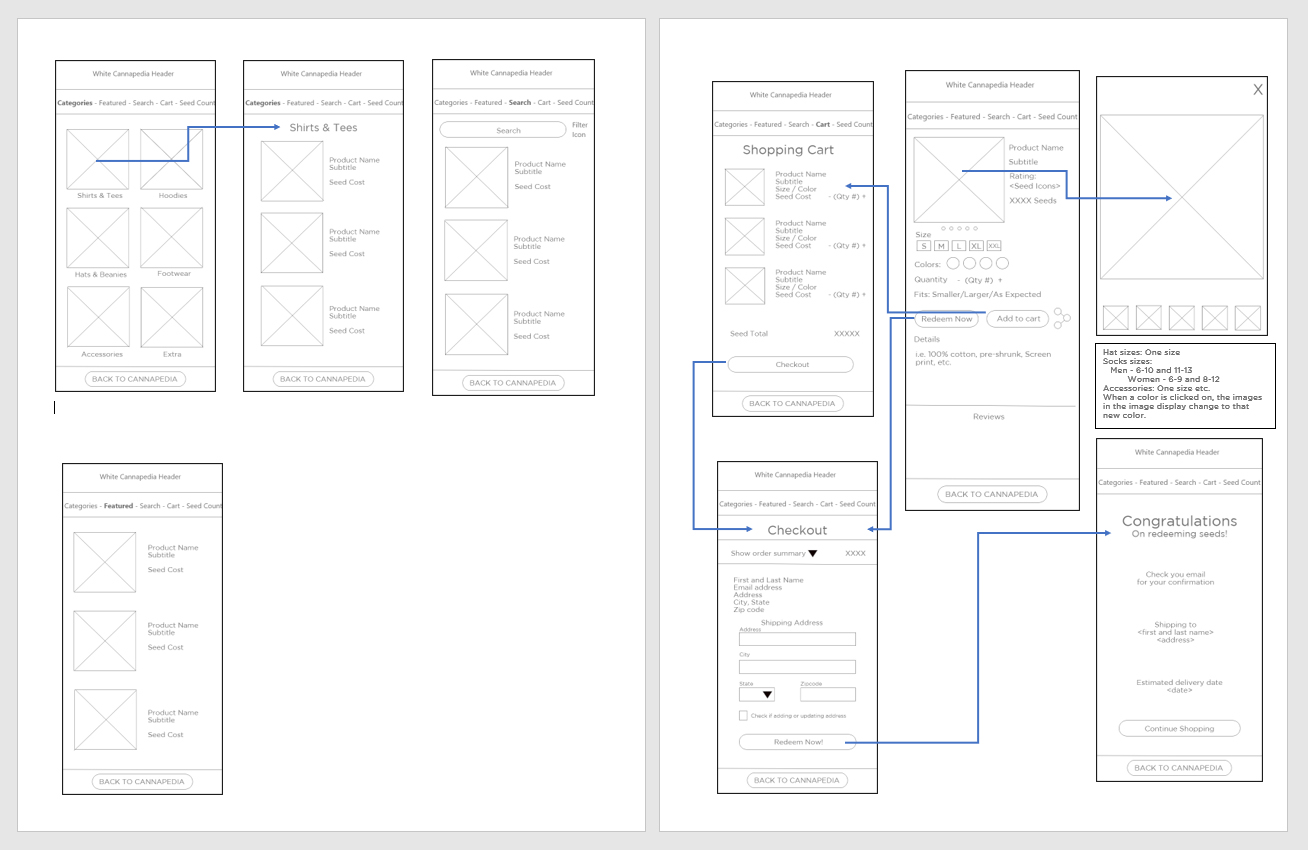 White Cannapedia Header
Categories - Featured - Search - Cart - Seed Count
Shirts & Tees
Hoodies
Hats & Beanies
Footwear
Accessories
Extra
BACK TO CANNAPEDIA
White Cannapedia Header
Categories - Featured - Search - Cart - Seed Count
Shirts & Tees
Product Name
Subtitle
Seed Cost
Product Name
Subtitle
Seed Cost
Product Name
Subtitle
Seed Cost
BACK TO CANNAPEDIA
White Cannapedia Header
Categories - Featured - Search - Cart - Seed Count
Search
Filter
Icon
Product Name
Subtitle
Seed Cost
Product Name
Subtitle
Seed Cost
Product Name
Subtitle
Seed Cost
BACK TO CANNAPEDIA
White Cannapedia Header
Categories - Featured - Search - Cart - Seed Count
Product Name
Subtitle
Seed Cost
Product Name
Subtitle
Seed Cost
Product Name
Subtitle
Seed Cost
BACK TO CANNAPEDIA
White Cannapedia Header
Categories - Featured - Search - Cart - Seed Count
Shopping Cart
Product Name
Subtitle
Size / Color
Seed Cost - (Qty #) +
Product Name
Subtitle
Size / Color
Seed Cost - (Qty #) +
Product Name
Subtitle
Size / Color
Seed Cost - (Qty #) +
Seed Total XXXXX
Checkout
BACK TO CANNAPEDIA
White Cannapedia Header
Categories - Featured - Search - Cart - Seed Count
Product Name
Subtitle
Rating:
<Seed Icons>
XXXX Seeds
Size
S M L XL XXL
Colors:
Quantity - (Qty #) +
Fits: Smaller/Larger/As Expected
Redeem Now Add to cart
Details
i.e. 100% cotton, pre-shrunk, Screen
print, etc.
Reviews
BACK TO CANNAPEDIA
X
Hat sizes: One size
Socks sizes:
Men - 6-10 and 11-13
Women - 6-9 and 8-12
Accessories: One size etc.
When a color is clicked on, the images
in the image display change to that
new color.
White Cannapedia Header
Categories - Featured - Search - Cart - Seed Count
Checkout
Show order summary XXXX
First and Last Name
Email address
Address
City, State
Zip code
Shipping Address
Address
City
State Zipcode
Check if adding or updating address
Redeem Now!
BACK TO CANNAPEDIA
White Cannapedia Header
Categories - Featured - Search - Cart - Seed Count
Congratulations
On redeeming seeds!
Check you email
for your confirmation
Shipping to
<first and last name>
<address>
Estimated delivery date
<date>
Continue Shopping
BACK TO CANNAPEDIA